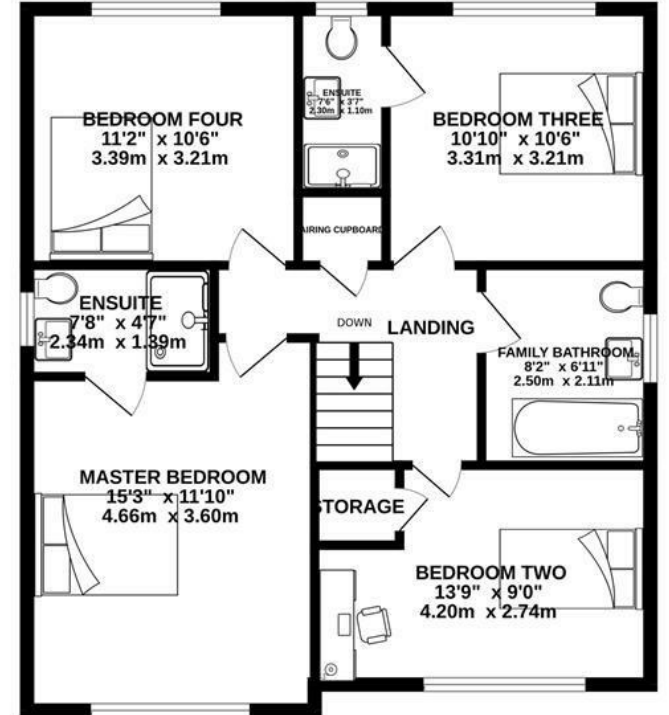 BEDROOM FOUR
11'2" x 10'6"
3.39m x 3.21m
ENSUITE
7'6" x 3'7"
2.30m x 1.10m
BEDROOM THREE
10'10" x 10'6"
3.31m x 3.21m
AIRING CUPBOARD
ENSUITE
7'8" x 4'7"
2.34m x 1.39m
DOWN
LANDING
FAMILY BATHROOM
8'2" x 6'11"
2.50m x 2.11m
MASTER BEDROOM
15'3" x 11'10"
4.66m x 3.60m
STORAGE
BEDROOM TWO
13'9" x 9'0"
4.20m x 2.74m